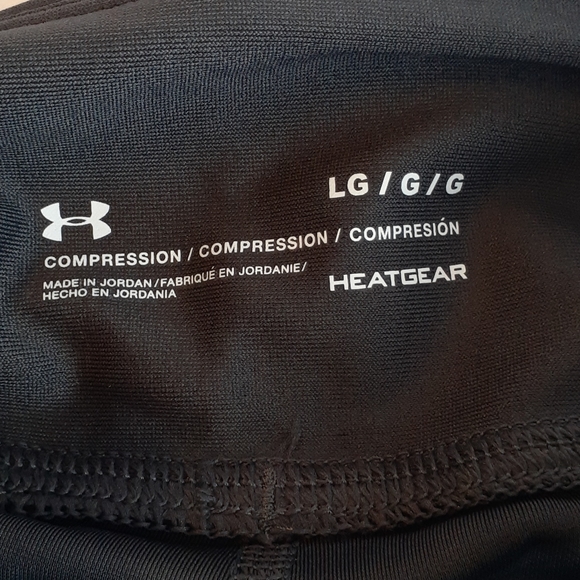 LG / G / G
COMPRESSION / COMPRESSION / COMPRESIÓN
MADE IN JORDAN / FABRIQUÉ EN JORDANIE /
HECHO EN JORDANIA
HEATGEAR